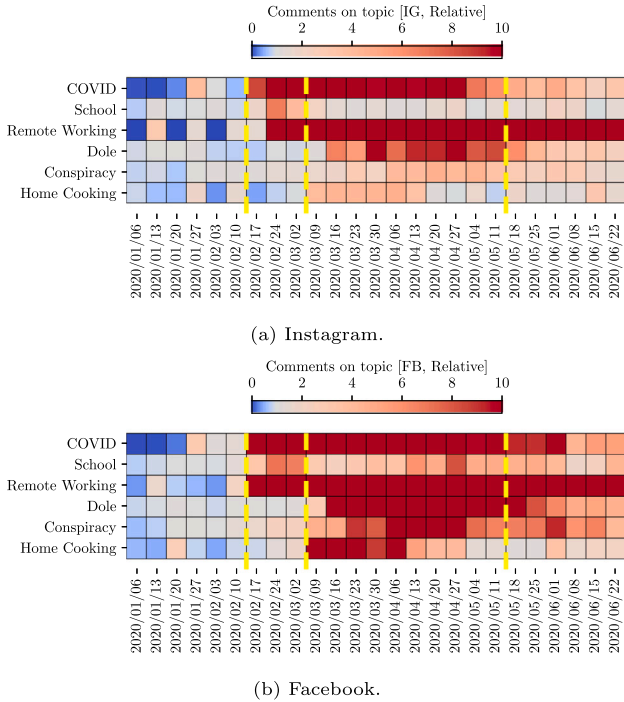 Comments on topic [IG, Relative]
0 2 4 6 8 10
COVID
School
Remote Working
Dole
Conspiracy
Home Cooking
2020/01/06
2020/01/13
2020/01/20
2020/01/27
2020/02/03
2020/02/10
2020/02/17
2020/02/24
2020/03/02
2020/03/09
2020/03/16
2020/03/23
2020/03/30
2020/04/06
2020/04/13
2020/04/20
2020/04/27
2020/05/04
2020/05/11
2020/05/18
2020/05/25
2020/06/01
2020/06/08
2020/06/15
2020/06/22
(a) Instagram.
Comments on topic [FB, Relative]
0 2 4 6 8 10
COVID
School
Remote Working
Dole
Conspiracy
Home Cooking
2020/01/06
2020/01/13
2020/01/20
2020/01/27
2020/02/03
2020/02/10
2020/02/17
2020/02/24
2020/03/02
2020/03/09
2020/03/16
2020/03/23
2020/03/30
2020/04/06
2020/04/13
2020/04/20
2020/04/27
2020/05/04
2020/05/11
2020/05/18
2020/05/25
2020/06/01
2020/06/08
2020/06/15
2020/06/22
(b) Facebook.